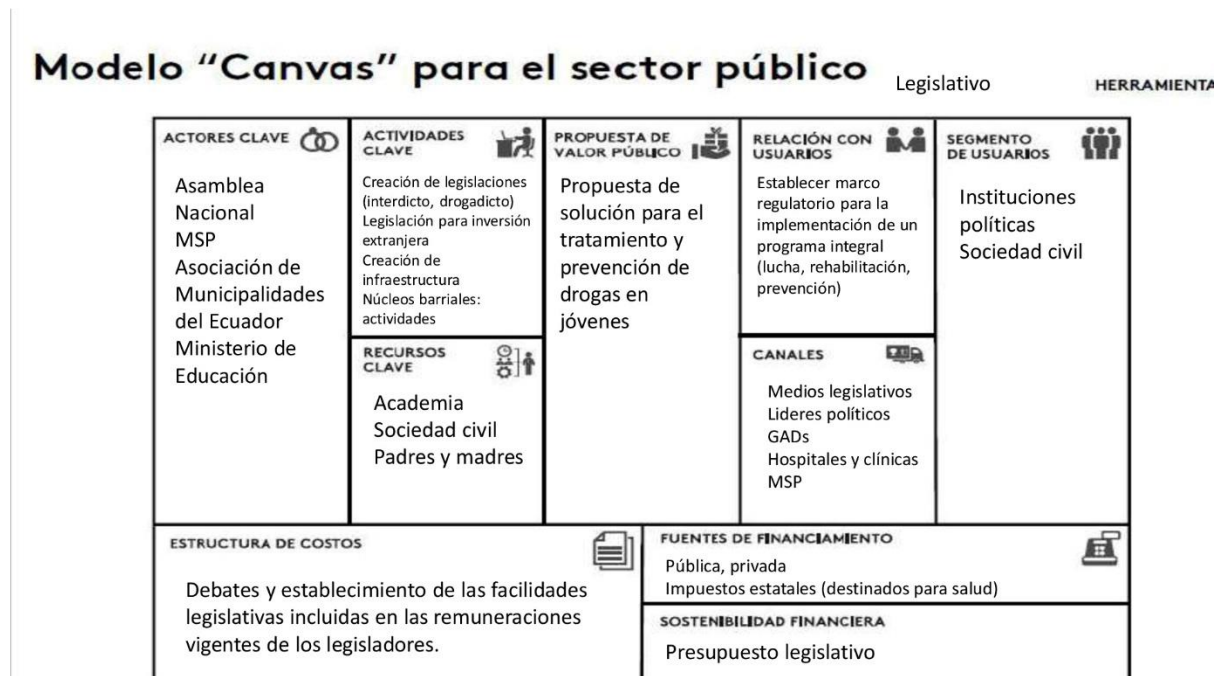 Modelo “Canvas” para el sector público
Legislativo
HERRAMIENTA
ACTORES CLAVE
Asamblea
Nacional
MSP
Asociación de
Municipalidades
del Ecuador
Ministerio de
Educación
ACTIVIDADES
CLAVE
Creación de legislaciones
(interdicto, drogadicto)
Legislación para inversión
extranjera
Creación de
infraestructura
Núcleos barriales:
actividades
RECURSOS
CLAVE
Academia
Sociedad civil
Padres y madres
PROPUESTA DE
VALOR PÚBLICO
Propuesta de
solución para el
tratamiento y
prevención de
drogas en
jóvenes
RELACIÓN CON
USUARIOS
Establecer marco
regulatorio para la
implementación de un
programa integral
(lucha, rehabilitación,
prevención)
CANALES
Medios legislativos
Lideres políticos
GADs
Hospitales y clínicas
MSP
SEGMENTO
DE USUARIOS
Instituciones
políticas
Sociedad civil
ESTRUCTURA DE COSTOS
Debates y establecimiento de las facilidades
legislativas incluidas en las remuneraciones
vigentes de los legisladores.
FUENTES DE FINANCIAMIENTO
Pública, privada
Impuestos estatales (destinados para salud)
SOSTENIBILIDAD FINANCIERA
Presupuesto legislativo